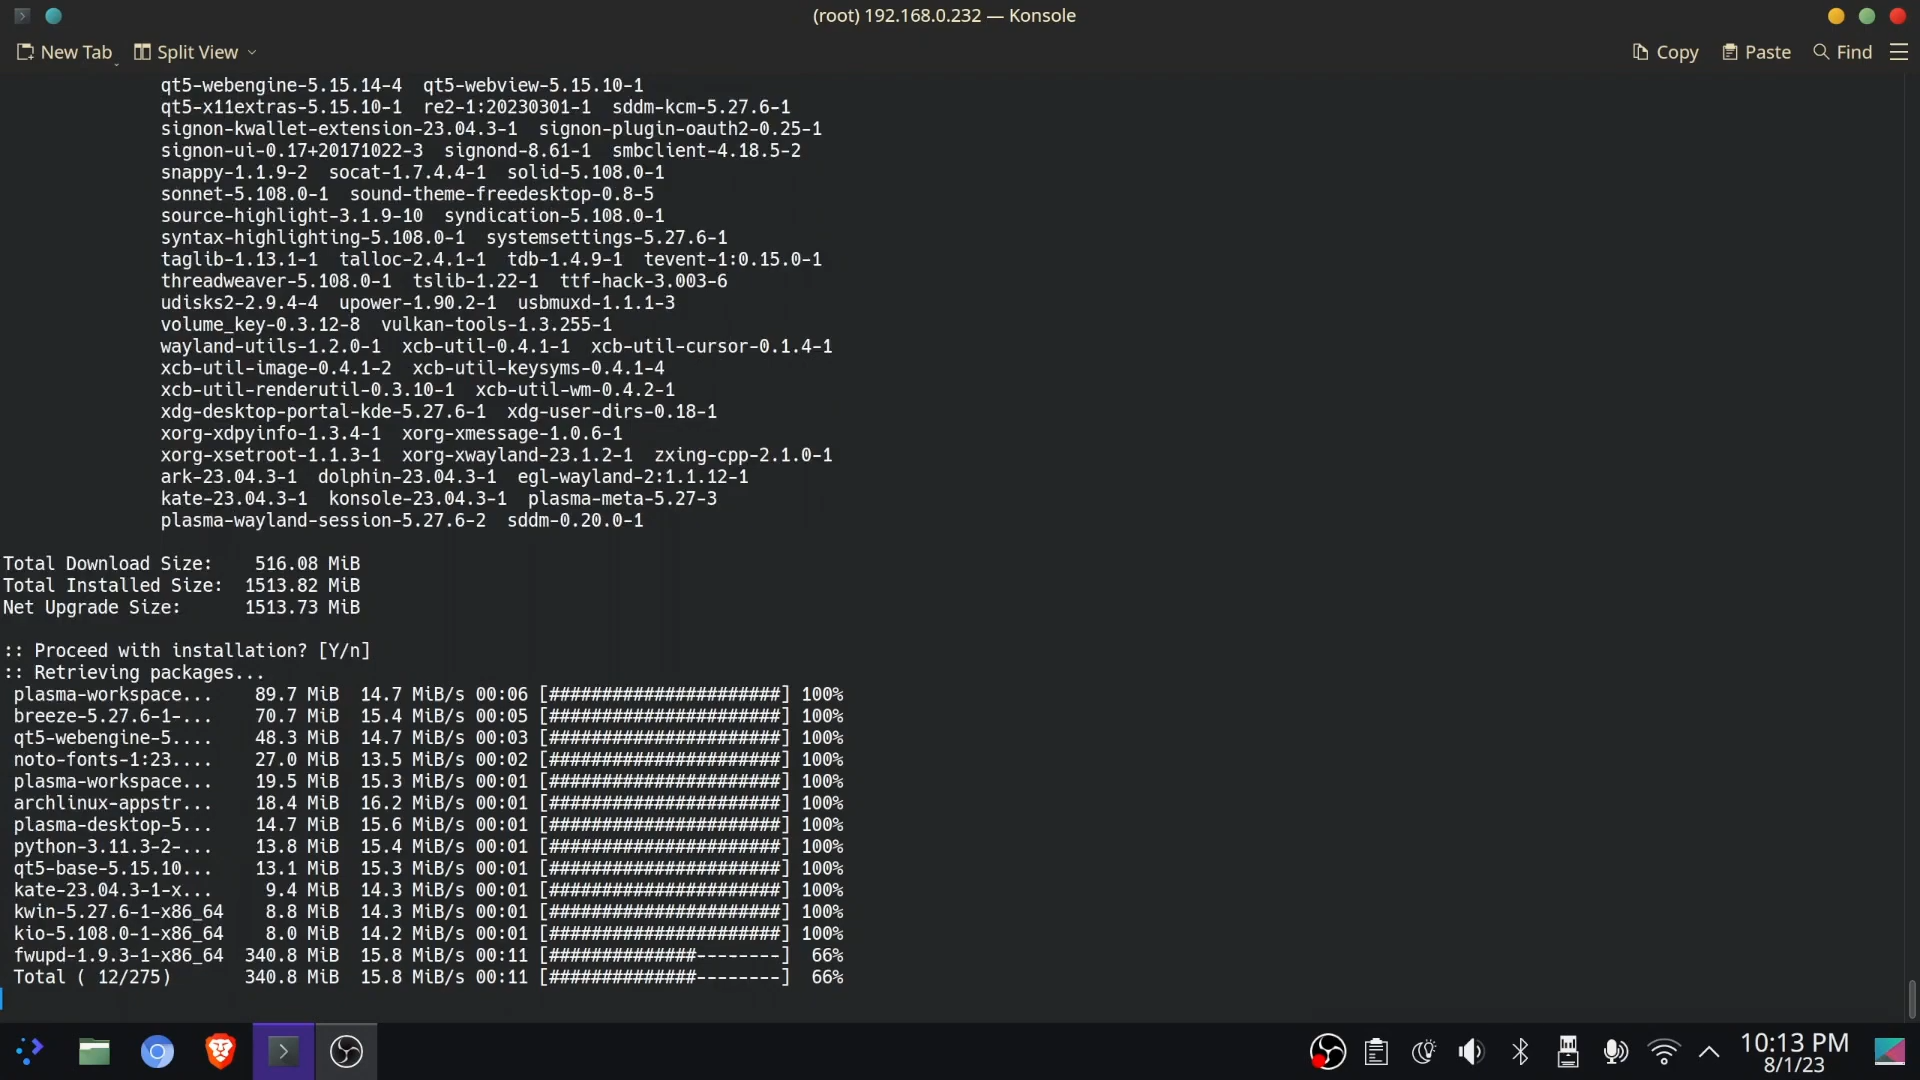 (root) 192.168.0.232 — Konsole
New Tab Split View Copy Paste Find
qt5-webengine-5.15.14-4  qt5-webview-5.15.10-1
qt5-x11extras-5.15.10-1  re2-1:20230301-1  sddm-kcm-5.27.6-1
signon-kwallet-extension-23.04.3-1  signon-plugin-oauth2-0.25-1
signon-ui-0.17+20171022-3  signond-8.61-1  smbclient-4.18.5-2
snappy-1.1.9-2  socat-1.7.4.4-1  solid-5.108.0-1
sonnet-5.108.0-1  sound-theme-freedesktop-0.8-5
source-highlight-3.1.9-10  syndication-5.108.0-1
syntax-highlighting-5.108.0-1  systemsettings-5.27.6-1
taglib-1.13.1-1  talloc-2.4.1-1  tdb-1.4.9-1  tevent-1:0.15.0-1
threadweaver-5.108.0-1  tslib-1.22-1  ttf-hack-3.003-6
udisks2-2.9.4-4  upower-1.90.2-1  usbmuxd-1.1.1-3
volume_key-0.3.12-8  vulkan-tools-1.3.255-1
wayland-utils-1.2.0-1  xcb-util-0.4.1-1  xcb-util-cursor-0.1.4-1
xcb-util-image-0.4.1-2  xcb-util-keysyms-0.4.1-4
xcb-util-renderutil-0.3.10-1  xcb-util-wm-0.4.2-1
xdg-desktop-portal-kde-5.27.6-1  xdg-user-dirs-0.18-1
xorg-xdpyinfo-1.3.4-1  xorg-xmessage-1.0.6-1
xorg-xsetroot-1.1.3-1  xorg-xwayland-23.1.2-1  zxing-cpp-2.1.0-1
ark-23.04.3-1  dolphin-23.04.3-1  egl-wayland-2:1.1.12-1
kate-23.04.3-1  konsole-23.04.3-1  plasma-meta-5.27-3
plasma-wayland-session-5.27.6-2  sddm-0.20.0-1
Total Download Size:    516.08 MiB
Total Installed Size:  1513.82 MiB
Net Upgrade Size:      1513.73 MiB
:: Proceed with installation? [Y/n]
:: Retrieving packages...
plasma-workspace...    89.7 MiB  14.7 MiB/s 00:06 [######################] 100%
breeze-5.27.6-1-...    70.7 MiB  15.4 MiB/s 00:05 [######################] 100%
qt5-webengine-5....    48.3 MiB  14.7 MiB/s 00:03 [######################] 100%
noto-fonts-1:23....    27.0 MiB  13.5 MiB/s 00:02 [######################] 100%
plasma-workspace...    19.5 MiB  15.3 MiB/s 00:01 [######################] 100%
archlinux-appstr...    18.4 MiB  16.2 MiB/s 00:01 [######################] 100%
plasma-desktop-5...    14.7 MiB  15.6 MiB/s 00:01 [######################] 100%
python-3.11.3-2-...    13.8 MiB  15.4 MiB/s 00:01 [######################] 100%
qt5-base-5.15.10...    13.1 MiB  15.3 MiB/s 00:01 [######################] 100%
kate-23.04.3-1-x...     9.4 MiB  14.3 MiB/s 00:01 [######################] 100%
kwin-5.27.6-1-x86_64    8.8 MiB  14.3 MiB/s 00:01 [######################] 100%
kio-5.108.0-1-x86_64    8.0 MiB  14.2 MiB/s 00:01 [######################] 100%
fwupd-1.9.3-1-x86_64  340.8 MiB  15.8 MiB/s 00:11 [##############--------]  66%
Total ( 12/275)       340.8 MiB  15.8 MiB/s 00:11 [##############--------]  66%
10:13 PM
8/1/23